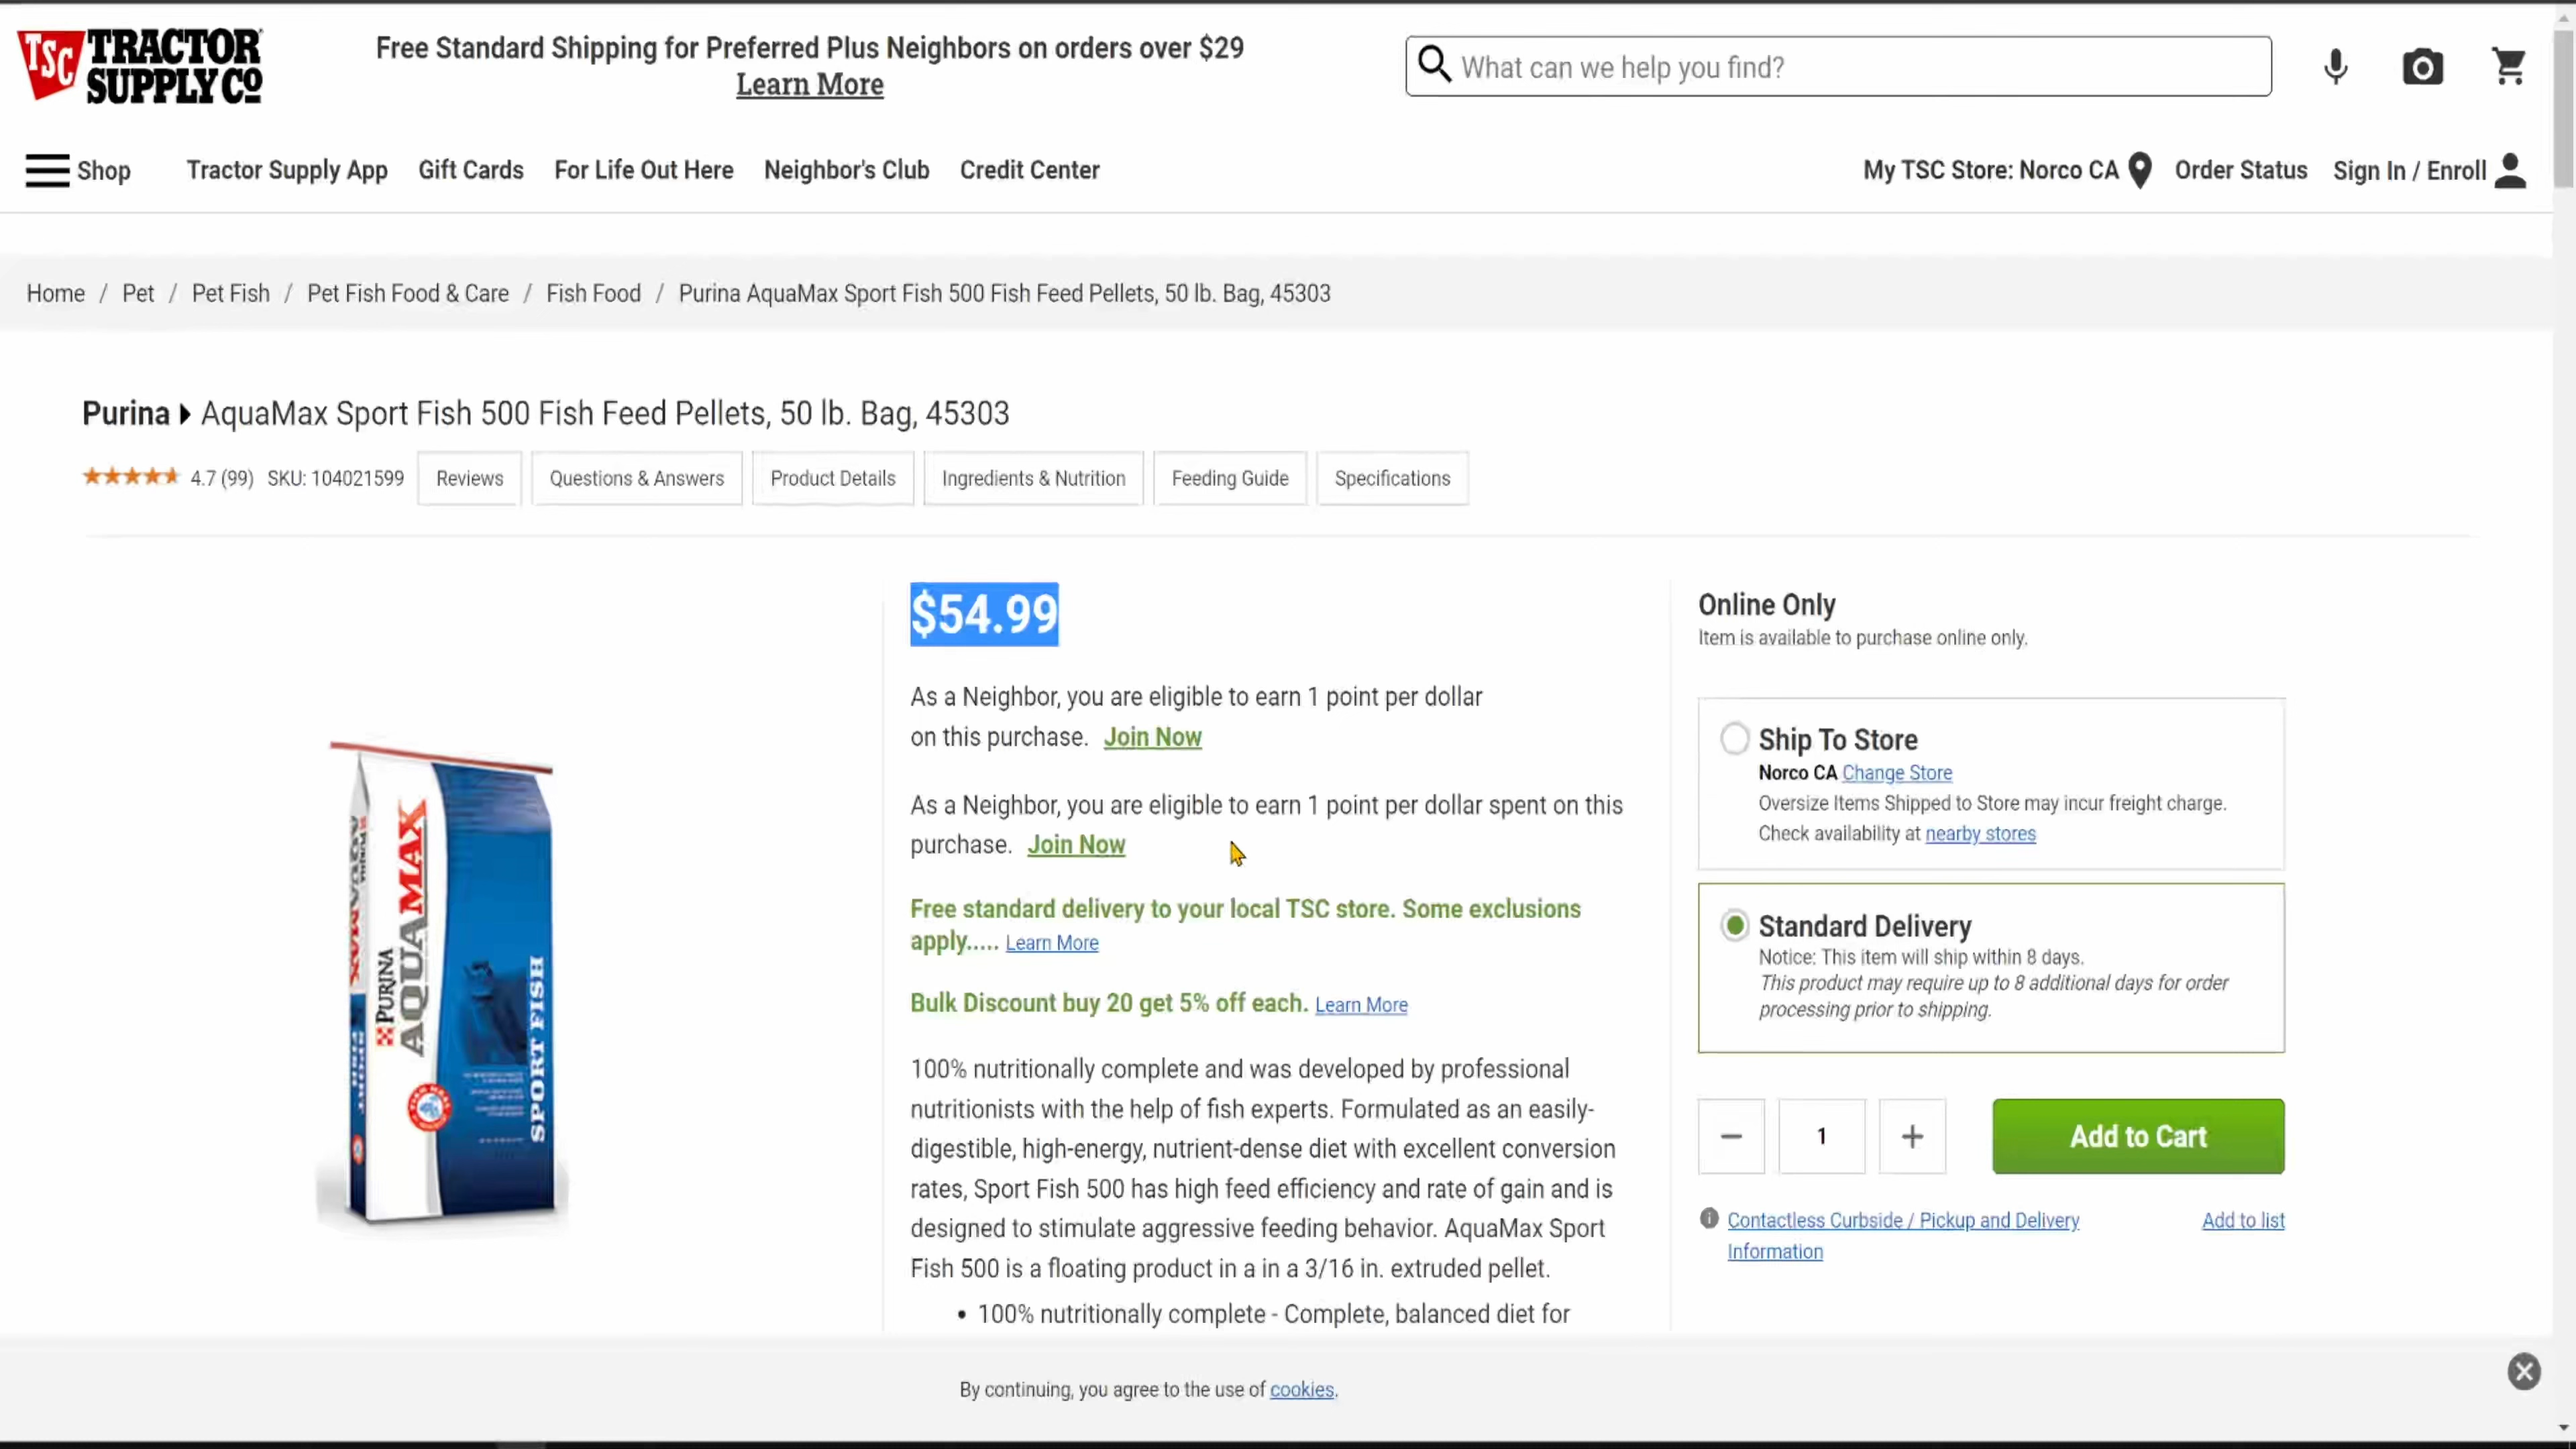 TSC TRACTOR SUPPLY CO
Free Standard Shipping for Preferred Plus Neighbors on orders over $29
Learn More
What can we help you find?
Shop
Tractor Supply App
Gift Cards
For Life Out Here
Neighbor's Club
Credit Center
My TSC Store: Norco CA
Order Status
Sign In / Enroll
Home / Pet / Pet Fish / Pet Fish Food & Care / Fish Food / Purina AquaMax Sport Fish 500 Fish Feed Pellets, 50 lb. Bag, 45303
Purina AquaMax Sport Fish 500 Fish Feed Pellets, 50 lb. Bag, 45303
4.7 (99) SKU: 104021599
Reviews
Questions & Answers
Product Details
Ingredients & Nutrition
Feeding Guide
Specifications
PURINA
AQUAMAX
SPORT FISH
$54.99
As a Neighbor, you are eligible to earn 1 point per dollar
on this purchase. Join Now
As a Neighbor, you are eligible to earn 1 point per dollar spent on this
purchase. Join Now
Free standard delivery to your local TSC store. Some exclusions
apply..... Learn More
Bulk Discount buy 20 get 5% off each. Learn More
100% nutritionally complete and was developed by professional
nutritionists with the help of fish experts. Formulated as an easily-
digestible, high-energy, nutrient-dense diet with excellent conversion
rates, Sport Fish 500 has high feed efficiency and rate of gain and is
designed to stimulate aggressive feeding behavior. AquaMax Sport
Fish 500 is a floating product in a in a 3/16 in. extruded pellet.
• 100% nutritionally complete - Complete, balanced diet for
Online Only
Item is available to purchase online only.
Ship To Store
Norco CA Change Store
Oversize Items Shipped to Store may incur freight charge.
Check availability at nearby stores
Standard Delivery
Notice: This item will ship within 8 days.
This product may require up to 8 additional days for order
processing prior to shipping.
1
Add to Cart
Contactless Curbside / Pickup and Delivery
Information
Add to list
By continuing, you agree to the use of cookies.